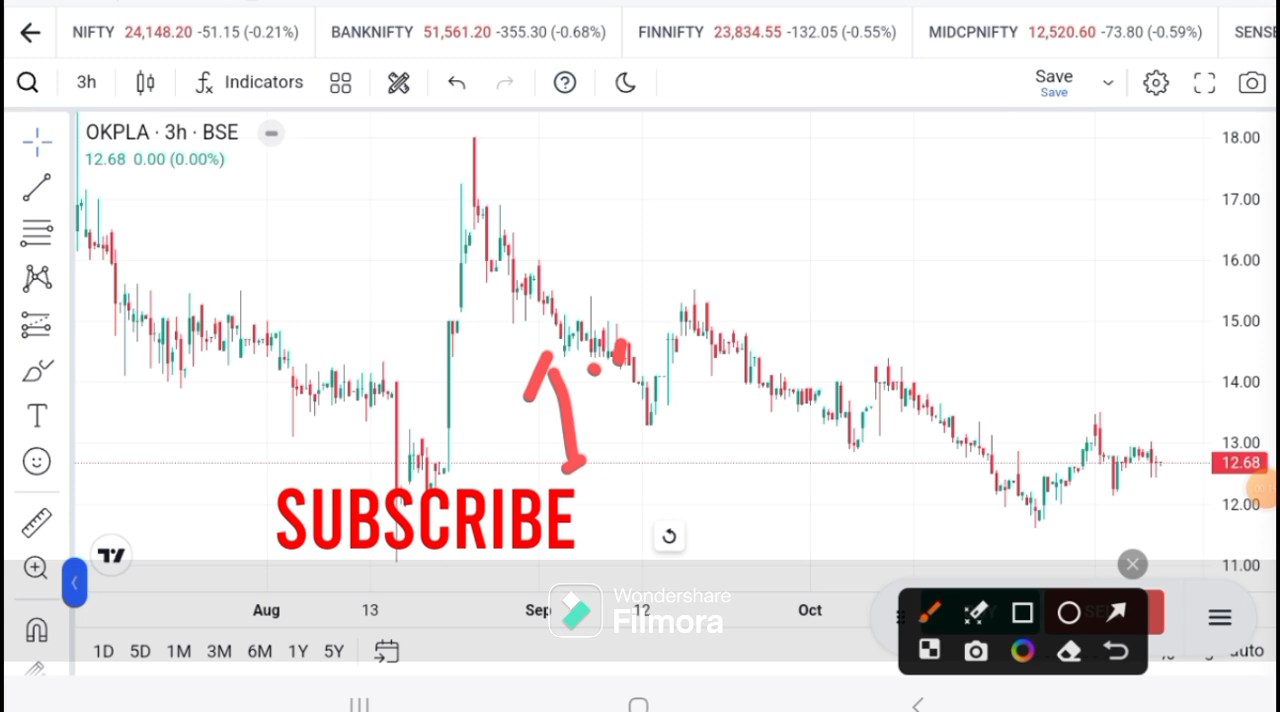 NIFTY 24,148.20 -51.15 (-0.21%) BANKNIFTY 51,561.20 -355.30 (-0.68%) FINNIFTY 23,834.55 -132.05 (-0.55%) MIDCPNIFTY 12,520.60 -73.80 (-0.59%)
3h Indicators Save
Save
OKPLA · 3h · BSE
12.68 0.00 (0.00%)
18.00
17.00
16.00
15.00
14.00
13.00
12.68
12.00
11.00
SUBSCRIBE
Wondershare
Filmora
Aug 13 Sep 12 Oct
1D 5D 1M 3M 6M 1Y 5Y